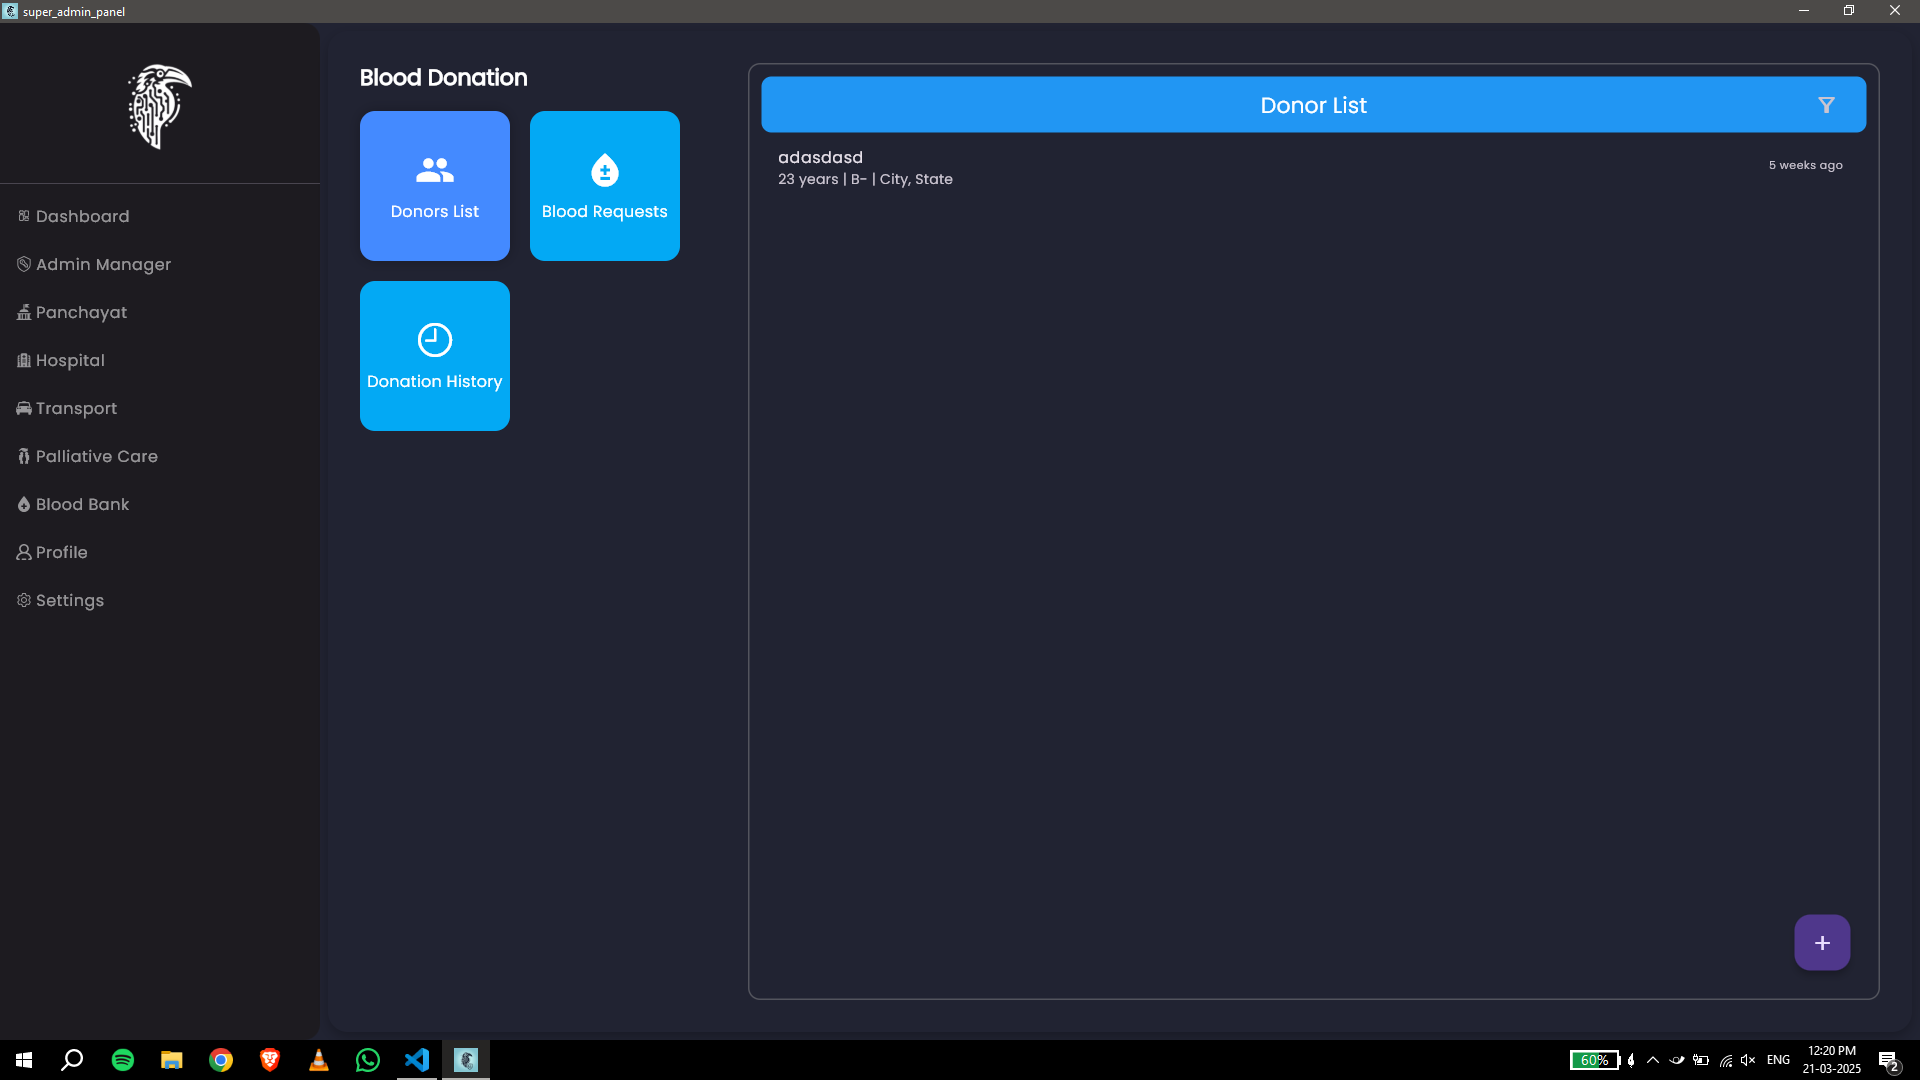 super_admin_panel
Dashboard
Admin Manager
Panchayat
Hospital
Transport
Palliative Care
Blood Bank
Profile
Settings
Blood Donation
Donors List
Blood Requests
Donation History
Donor List
adasdasd
23 years | B- | City, State
5 weeks ago
+
60%
ENG
12:20 PM
21-03-2025
2